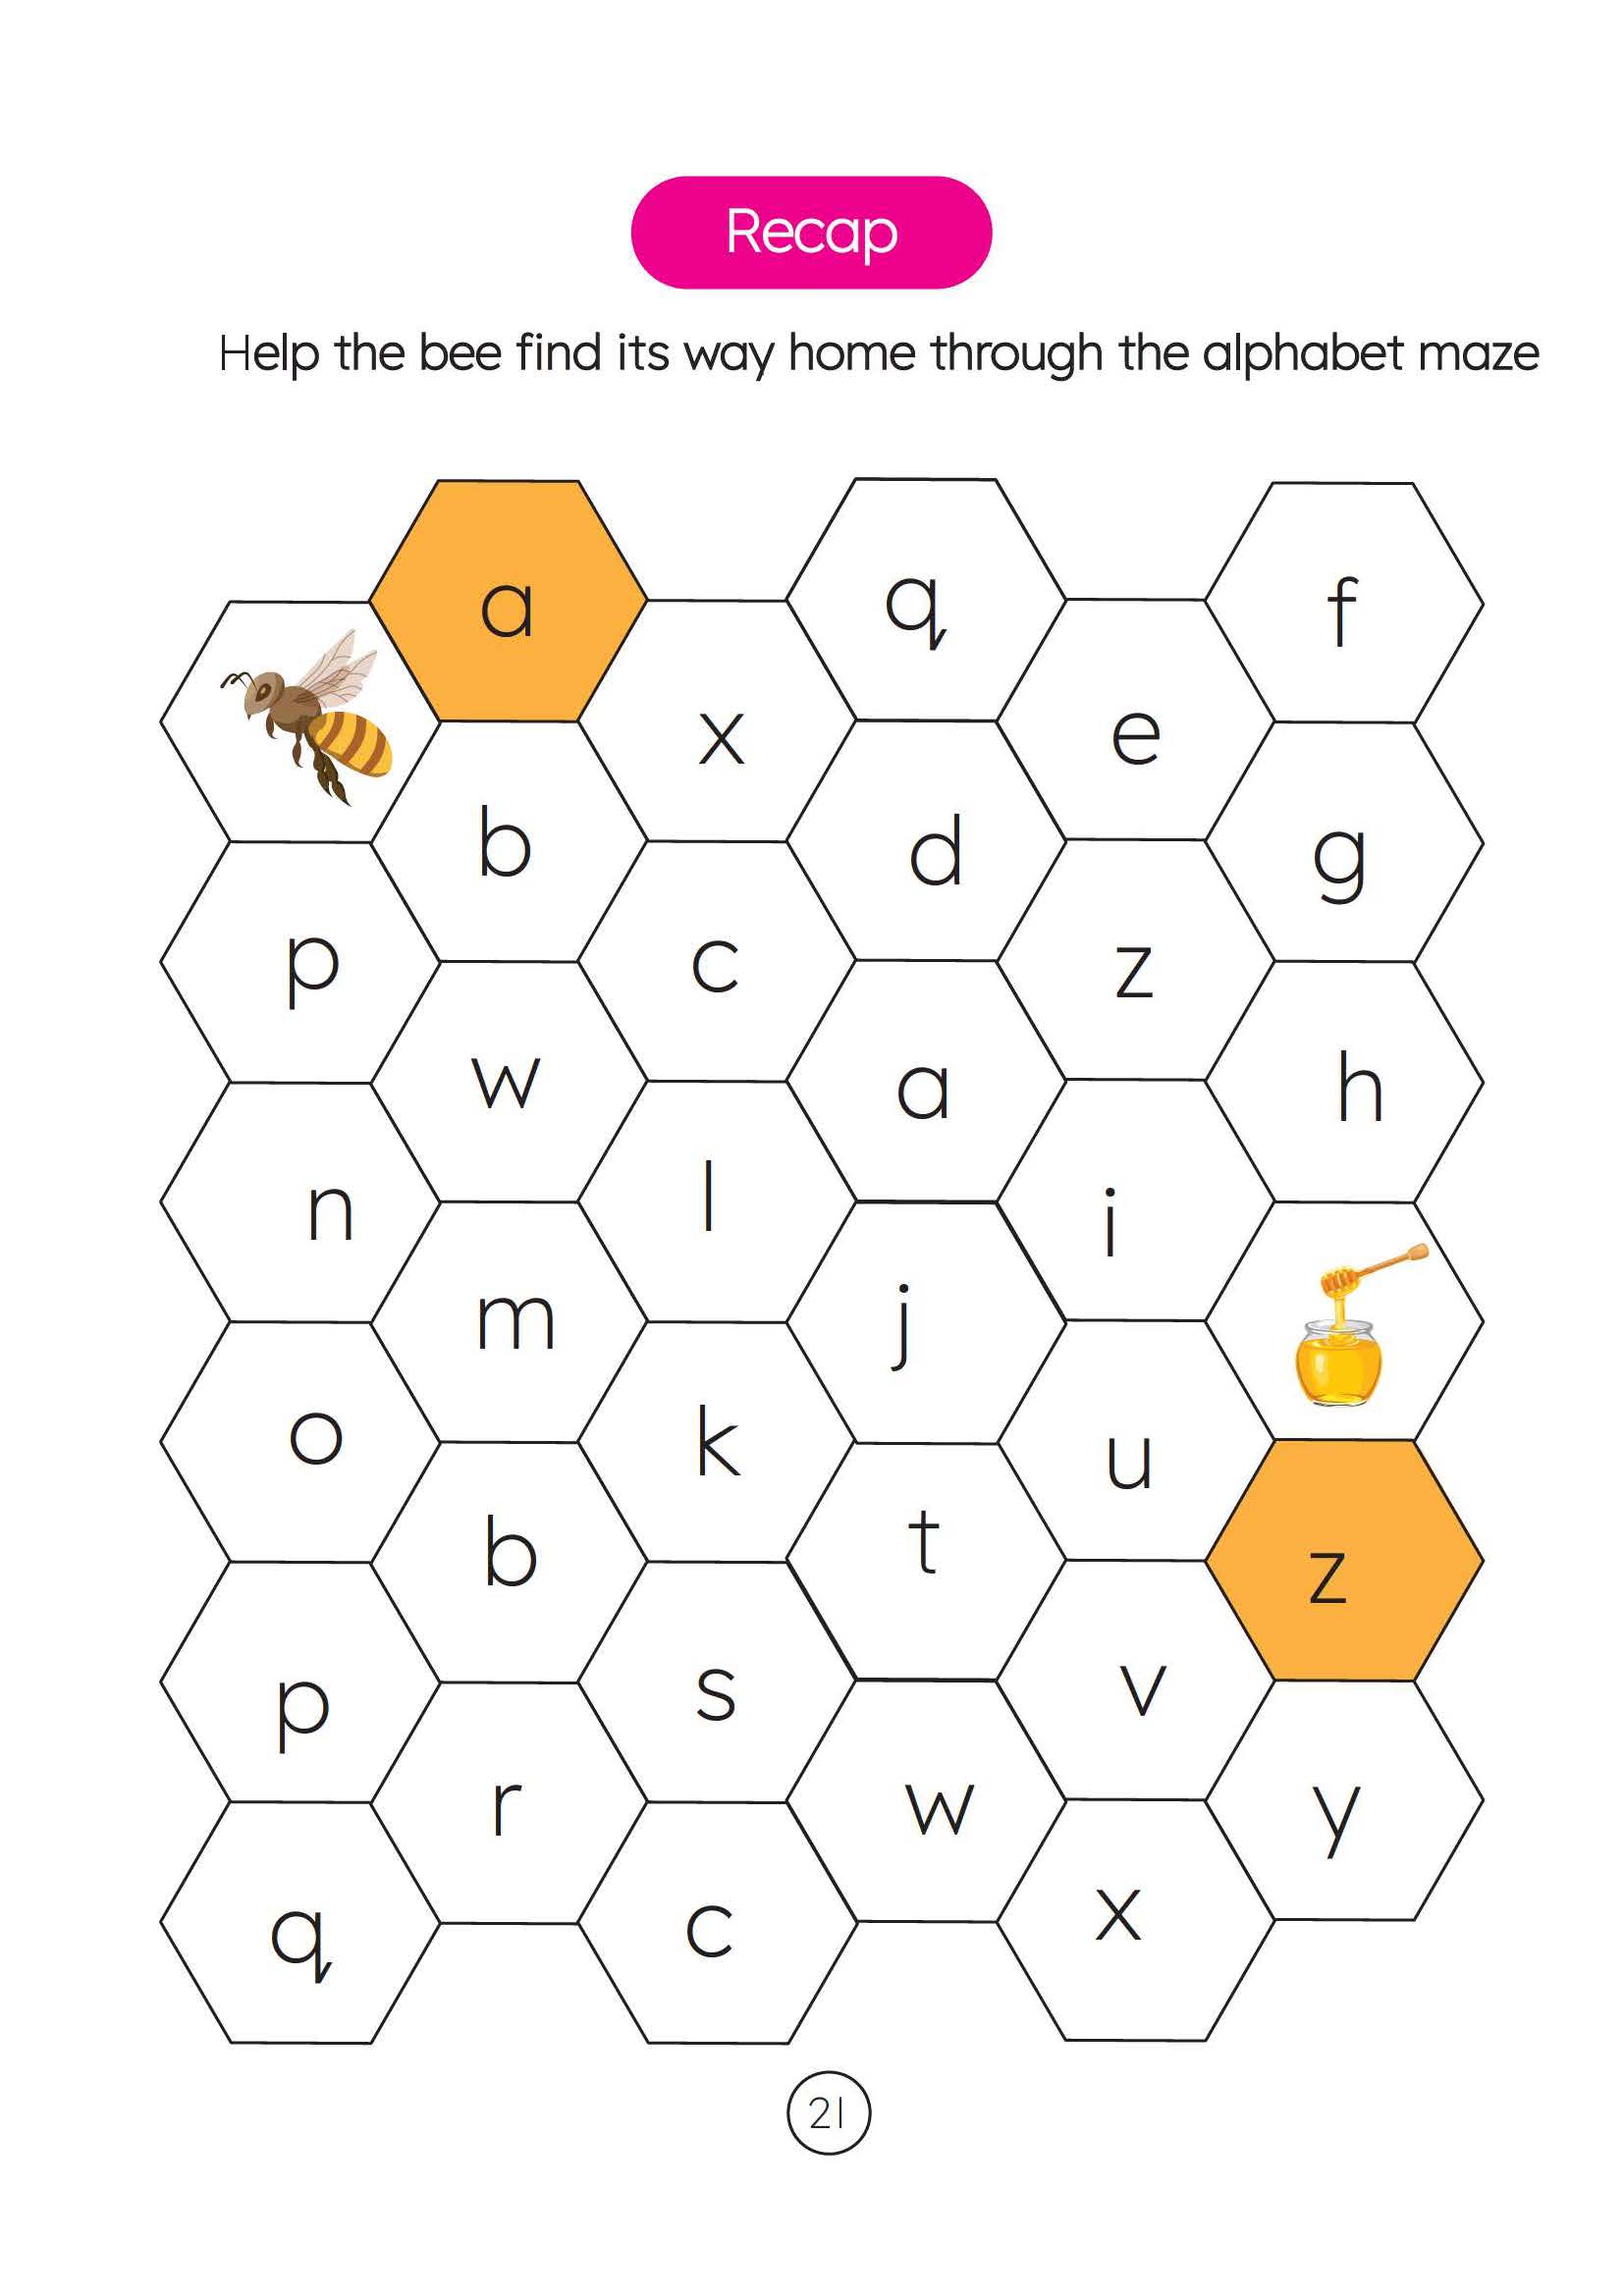 Recap
Help the bee find its way home through the alphabet maze
a q f
x e
b d g
p c z
w a h
n l i
m j
o k u
b t z
p s v
r w y
q c x
21